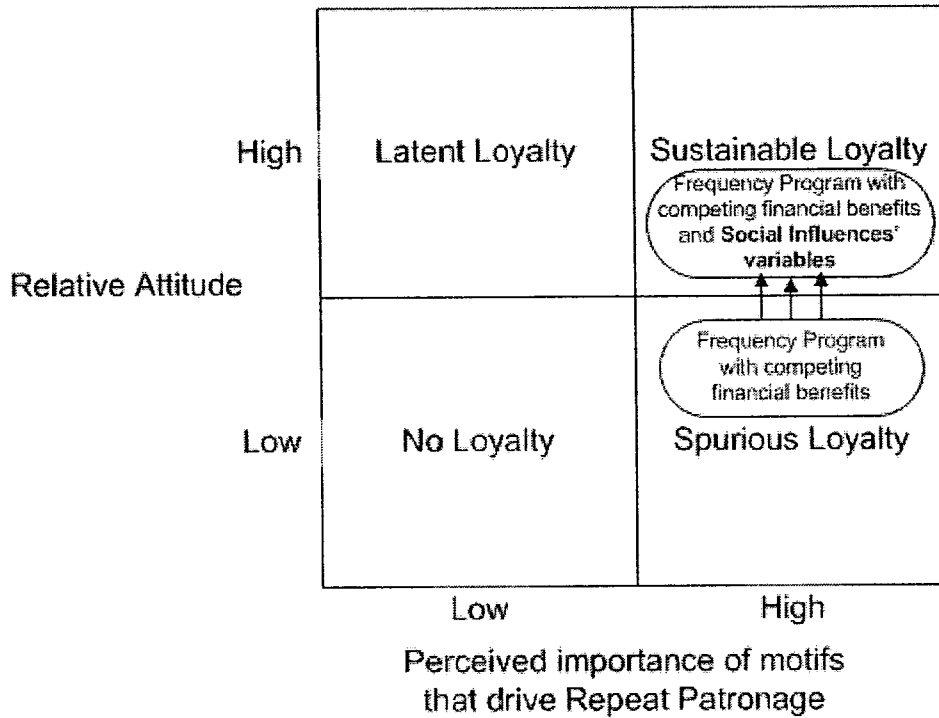 High
Latent Loyalty
Sustainable Loyalty
Frequency Program with
competing financial benefits
and Social Influences'
variables
Relative Attitude
Frequency Program
with competing
financial benefits
Low
No Loyalty
Spurious Loyalty
Low
High
Perceived importance of motifs
that drive Repeat Patronage